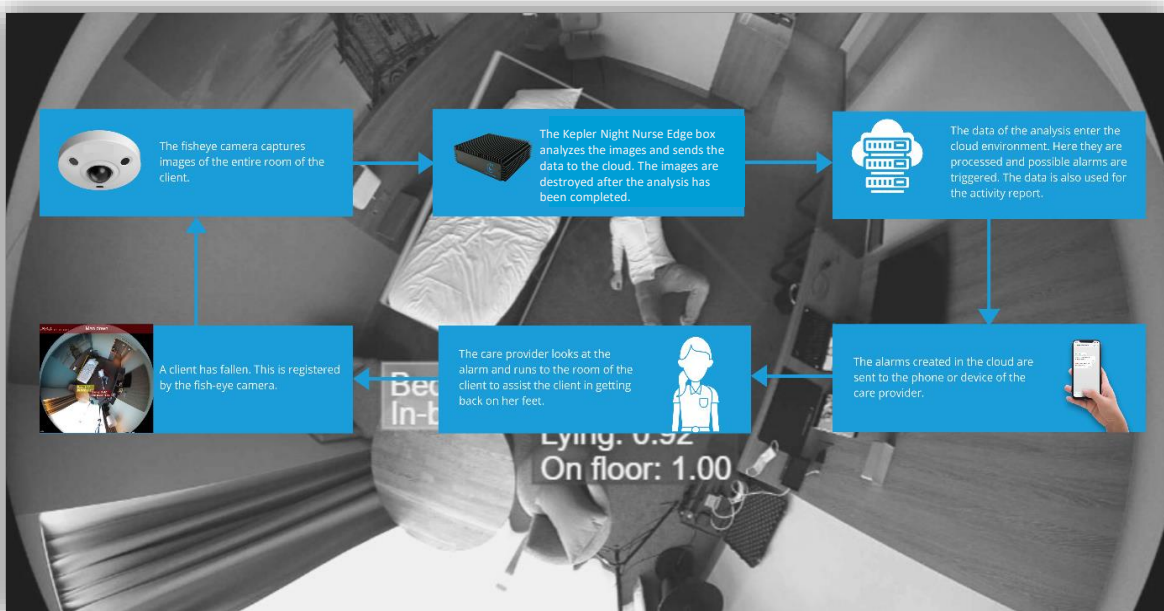 The fisheye camera captures
images of the entire room of the
client.
The Kepler Night Nurse Edge box
analyzes the images and sends the
data to the cloud. The images are
destroyed after the analysis has
been completed.
The data of the analysis enter the
cloud environment. Here they are
processed and possible alarms are
triggered. The data is also used for
the activity report.
A client has fallen. This is registered
by the fish-eye camera.
The care provider looks at the
alarm and runs to the room of the
client to assist the client in getting
back on her feet.
The alarms created in the cloud are
sent to the phone or device of the
care provider.
Lying: 0.92
On floor: 1.00